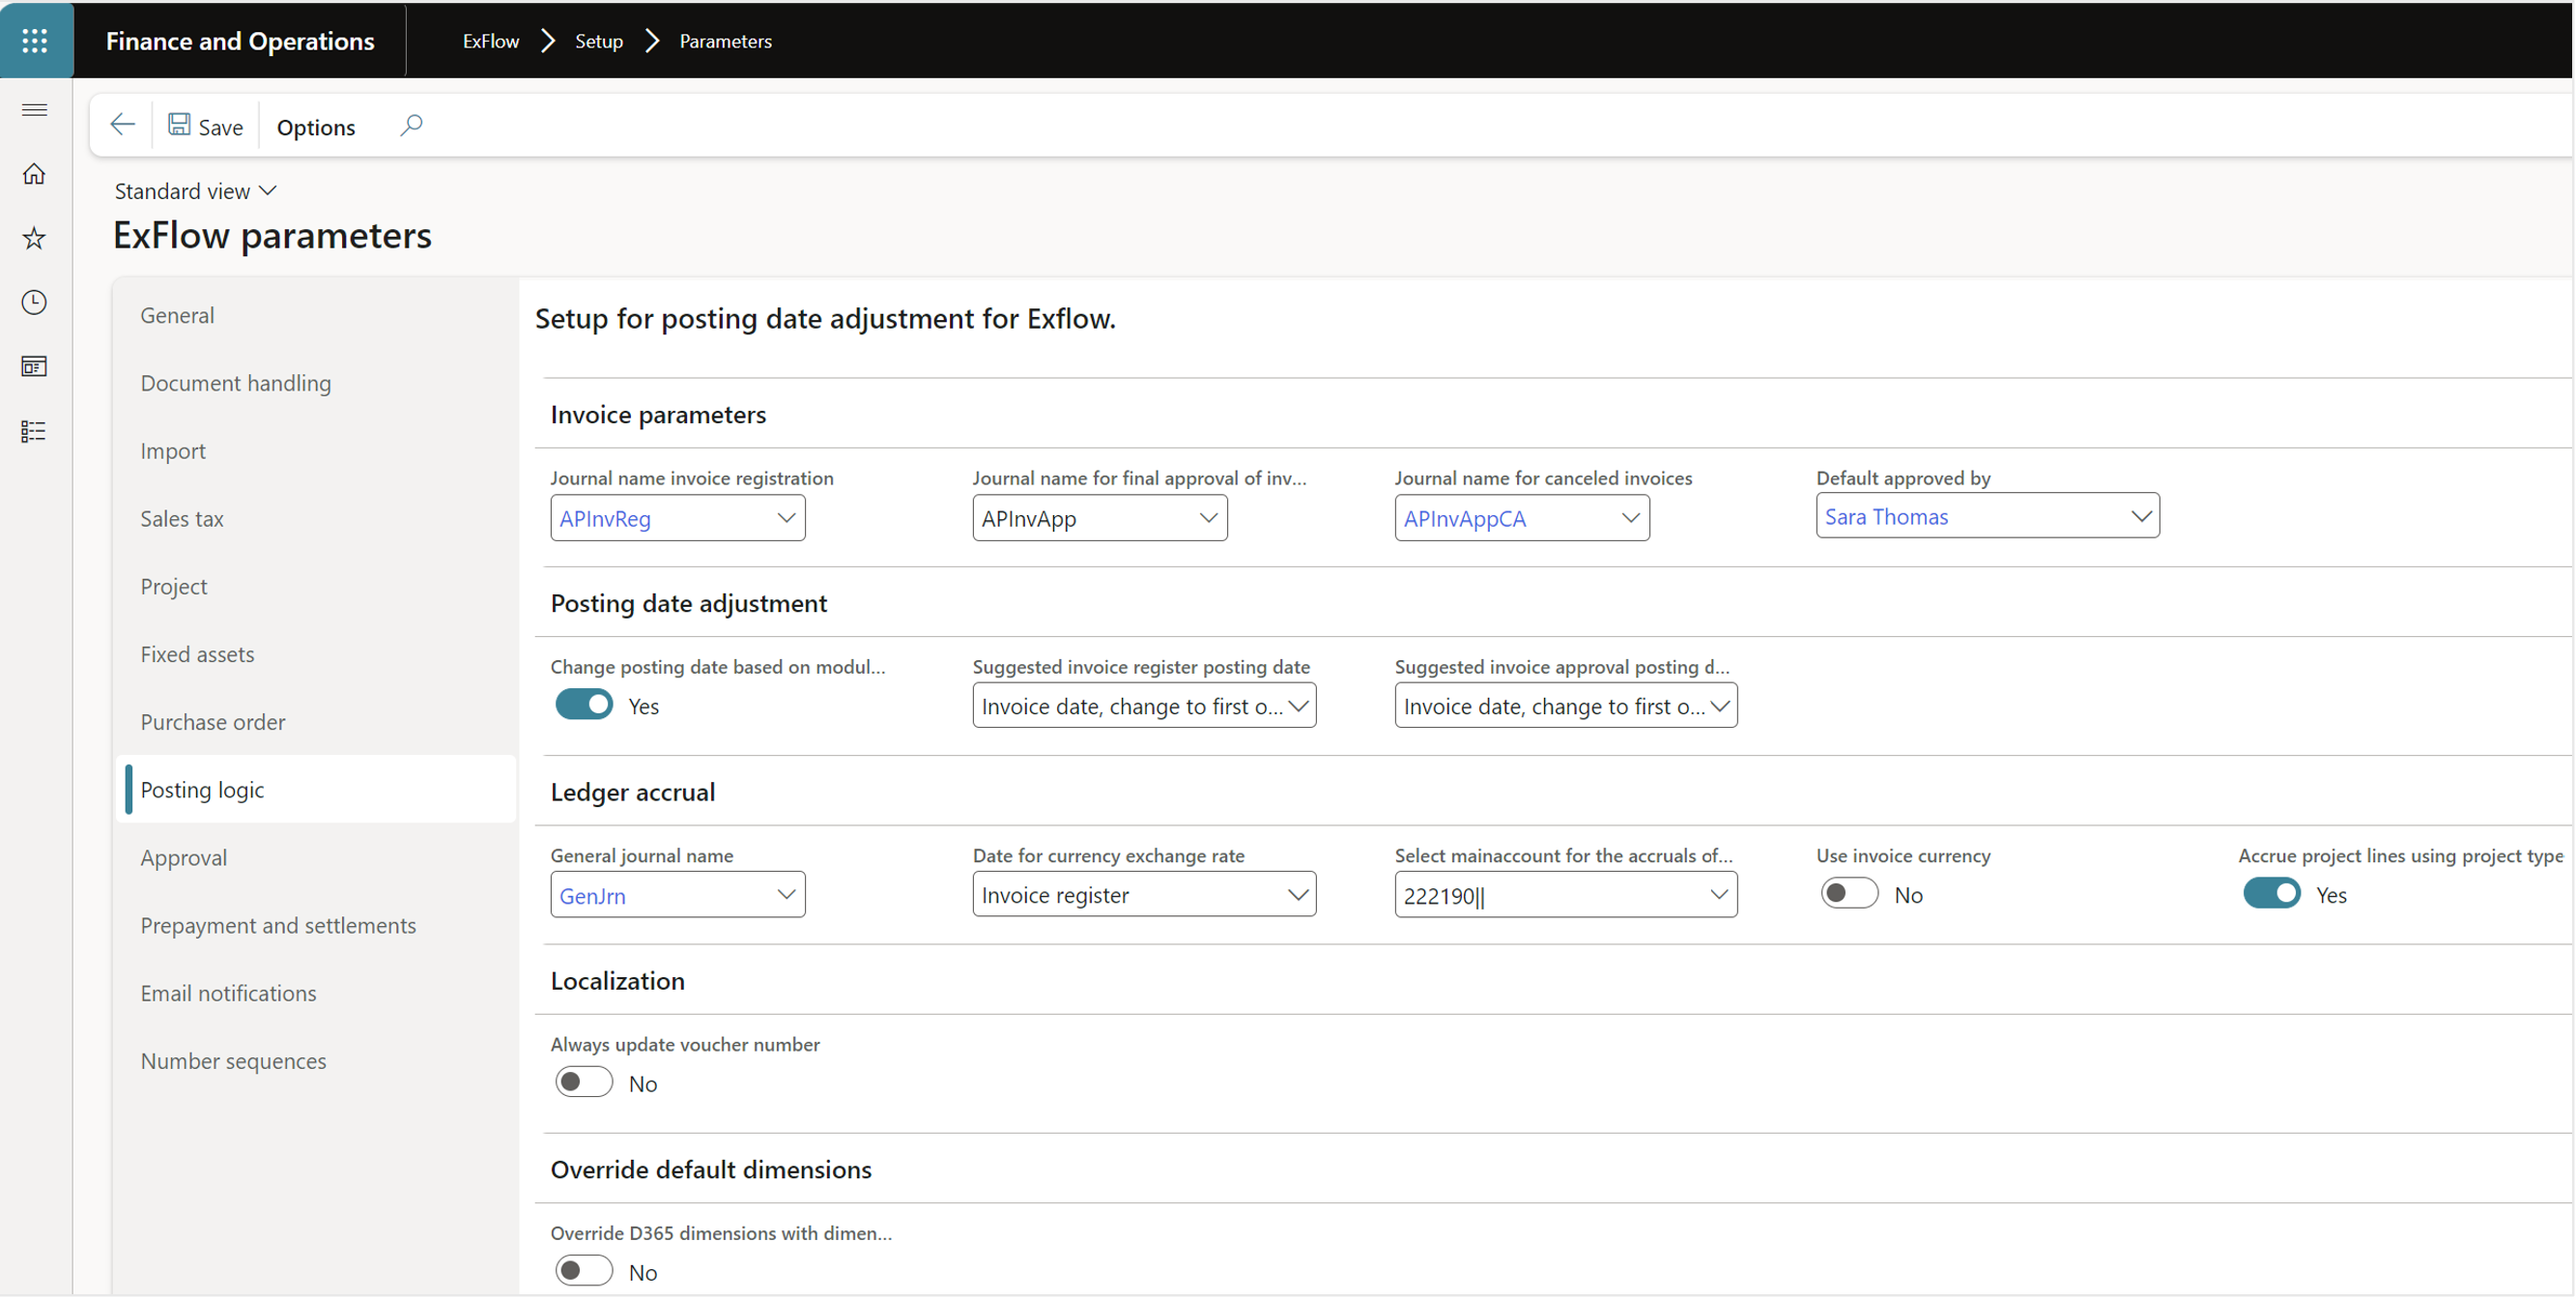 Finance and Operations
ExFlow Setup Parameters
Save Options
Standard view
ExFlow parameters
General
Document handling
Import
Sales tax
Project
Fixed assets
Purchase order
Posting logic
Approval
Prepayment and settlements
Email notifications
Number sequences
Setup for posting date adjustment for Exflow.
Invoice parameters
Journal name invoice registration
APInvReg
Journal name for final approval of inv...
APInvApp
Journal name for canceled invoices
APInvAppCA
Default approved by
Sara Thomas
Posting date adjustment
Change posting date based on modul...
Yes
Suggested invoice register posting date
Invoice date, change to first o...
Suggested invoice approval posting d...
Invoice date, change to first o...
Ledger accrual
General journal name
GenJrn
Date for currency exchange rate
Invoice register
Select mainaccount for the accruals of...
222190||
Use invoice currency
No
Accrue project lines using project type
Yes
Localization
Always update voucher number
No
Override default dimensions
Override D365 dimensions with dimen...
No